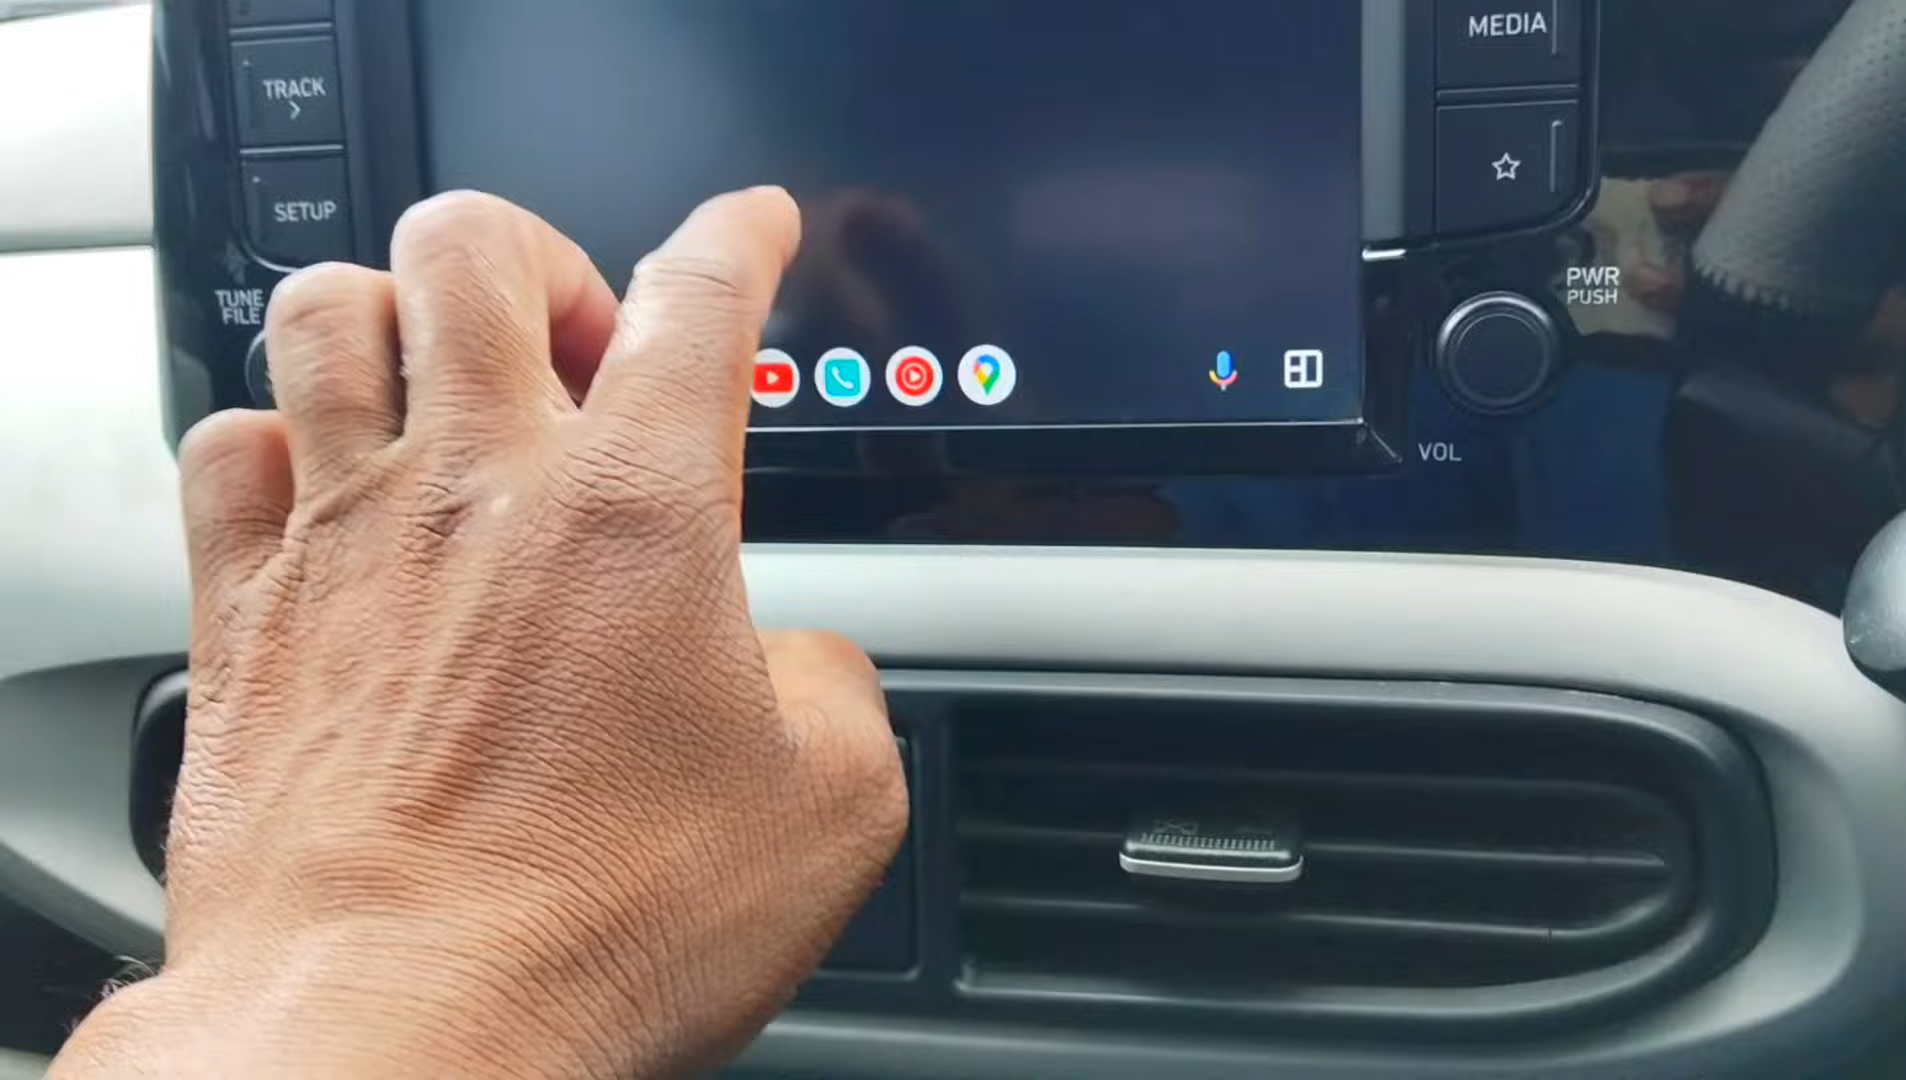 TRACK
SETUP
TUNE
FILE
MEDIA
PWR
PUSH
VOL